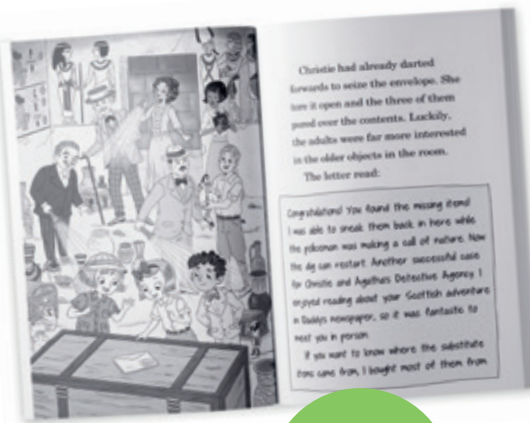 Christie had already darted
forwards to seize the envelope. She
tore it open and the three of them
pored over the contents. Luckily,
the adults were far more interested
in the older objects in the room.
The letter read:
Congratulations! You found the missing items!
I was able to sneak them back in here while
the policeman was making a call of nature. Now
the dig can restart. Another successful case
for Christie and Agatha's Detective Agency. I
enjoyed reading about your Scottish adventure
in Daddy's newspaper, so it was fantastic to
meet you in person.
If you want to know where the substitute
items came from, I bought most of them from